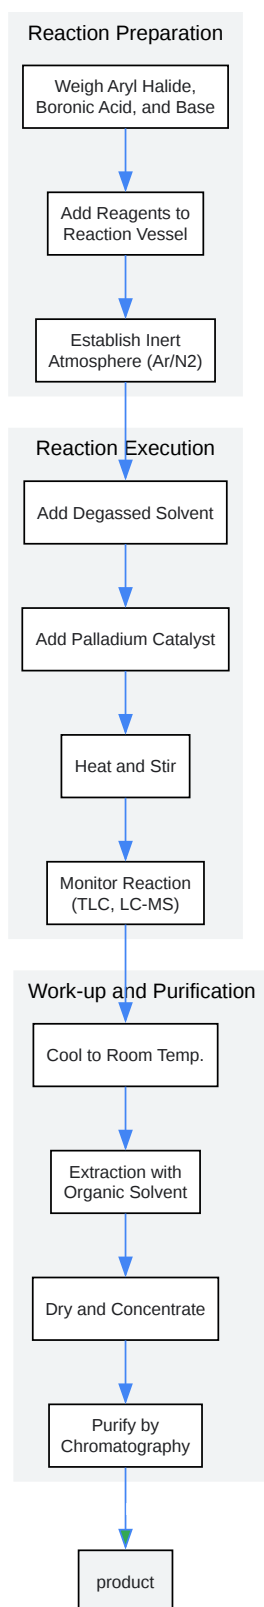 Reaction Preparation
Weigh Aryl Halide,
Boronic Acid, and Base
Add Reagents to
Reaction Vessel
Establish Inert
Atmosphere (Ar/N2)
Reaction Execution
Add Degassed Solvent
Add Palladium Catalyst
Heat and Stir
Monitor Reaction
(TLC, LC-MS)
Work-up and Purification
Cool to Room Temp.
Extraction with
Organic Solvent
Dry and Concentrate
Purify by
Chromatography
product